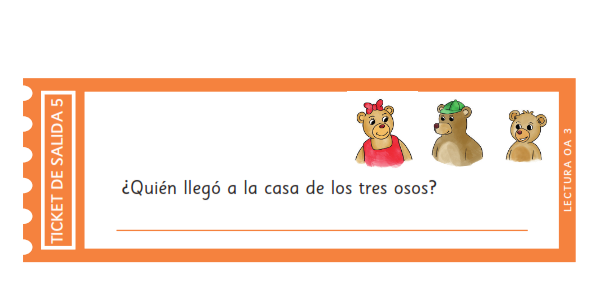 TICKET DE SALIDA 5
¿Quién llegó a la casa de los tres osos?
LECTURA OA 3